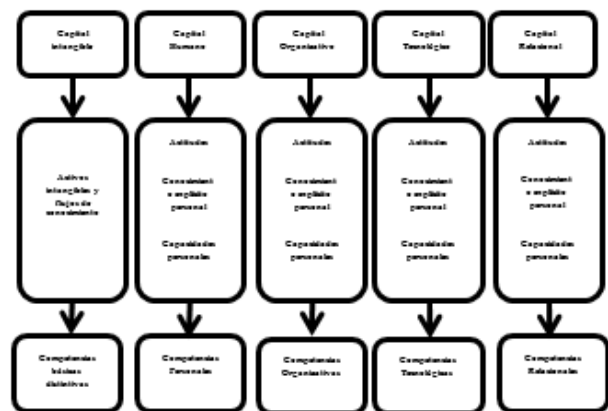 Capital
intangible
Capital
Humano
Capital
Organizativo
Capital
Tecnológico
Capital
Relacional
Activos
intangibles y
flujos de
conocimiento
Actitudes
Conocimient
o explícito
personal
Capacidades
personales
Actitudes
Conocimient
o explícito
personal
Capacidades
personales
Actitudes
Conocimient
o explícito
personal
Capacidades
personales
Actitudes
Conocimient
o explícito
personal
Capacidades
personales
Competencias
básicas
distintivas
Competencias
Personales
Competencias
Organizativas
Competencias
Tecnológicas
Competencias
Relacionales